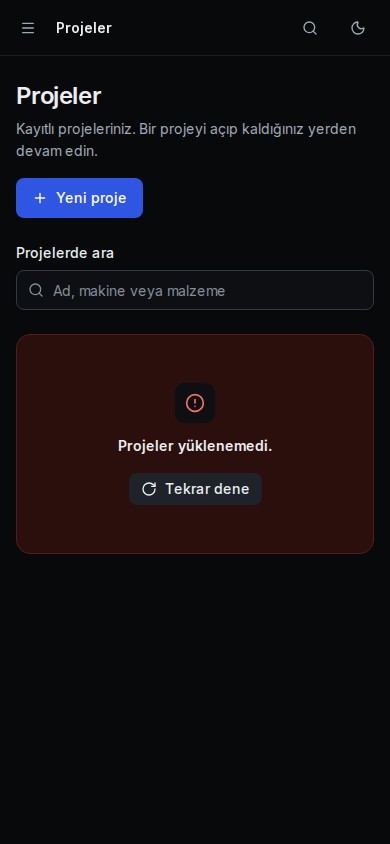 Projeler
Projeler
Kayıtlı projeleriniz. Bir projeyi açıp kaldığınız yerden
devam edin.
Yeni proje
Projelerde ara
Ad, makine veya malzeme
Projeler yüklenemedi.
Tekrar dene